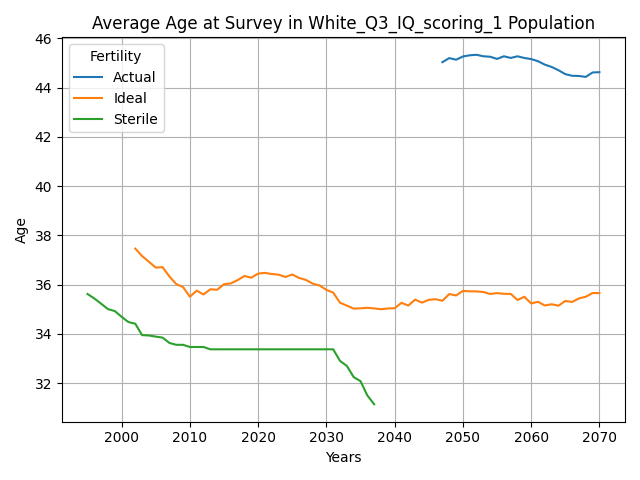 Average Age at Survey in White_Q3_IQ_scoring_1 Population
46
44
42
40
38
36
34
32
Age
Fertility
Actual
Ideal
Sterile
2000 2010 2020 2030 2040 2050 2060 2070
Years